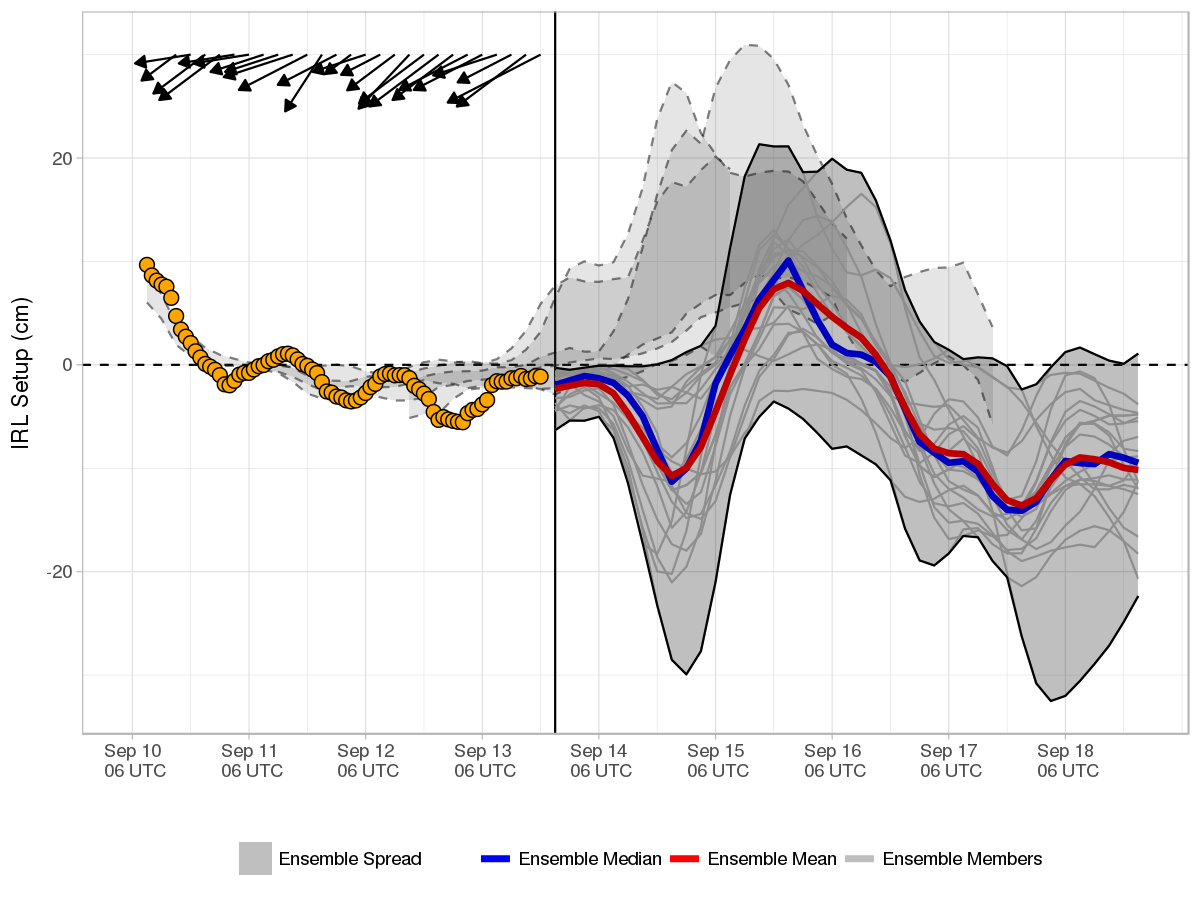 IRL Setup (cm)
20
0
-20
Sep 10 Sep 11 Sep 12 Sep 13 Sep 14 Sep 15 Sep 16 Sep 17 Sep 18
06 UTC 06 UTC 06 UTC 06 UTC 06 UTC 06 UTC 06 UTC 06 UTC 06 UTC
Ensemble Spread Ensemble Median Ensemble Mean Ensemble Members